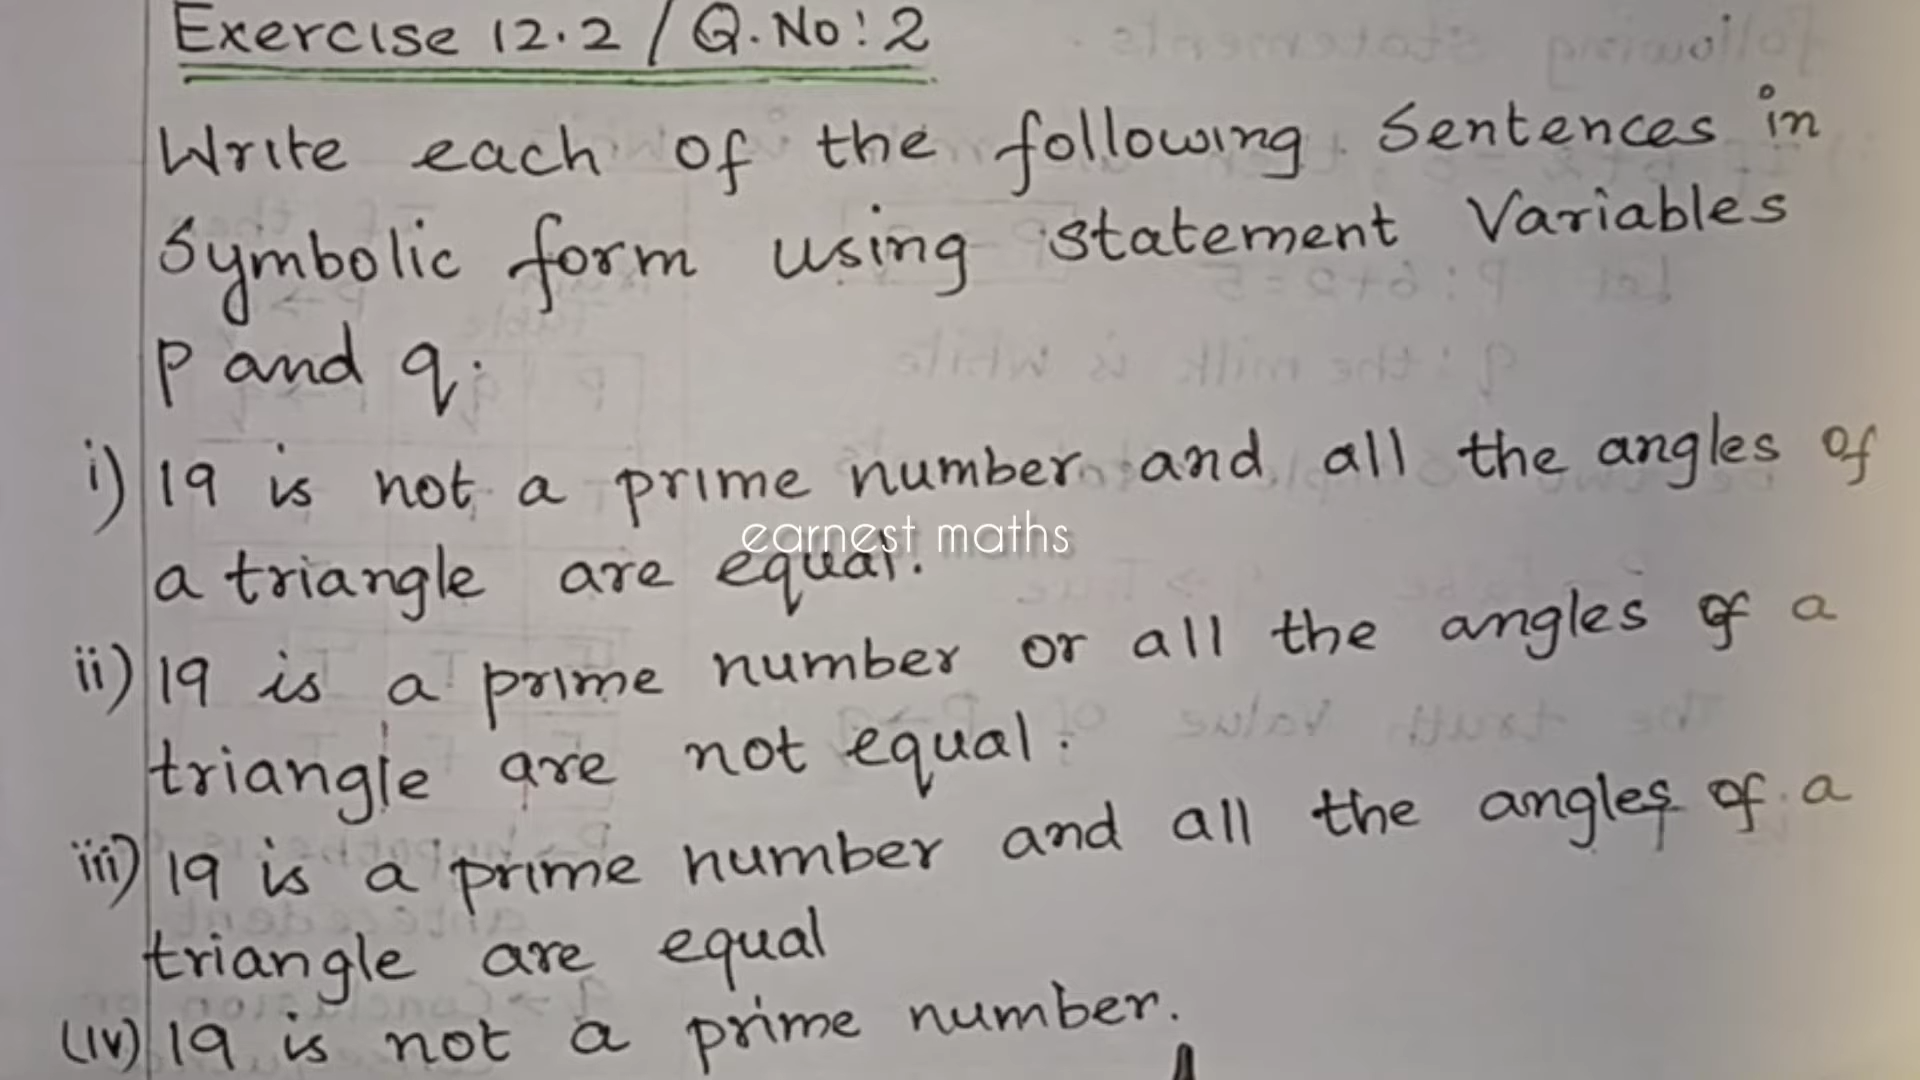 Exercise 12.2 / Q.No: 2
Write each of the following Sentences in
Symbolic form using statement Variables
P and q.
i) 19 is not a prime number and all the angles of
a triangle are equal.
earnest maths
ii) 19 is a prime number or all the angles of a
triangle are not equal.
iii) 19 is a prime number and all the angles of a
triangle are equal
(iv) 19 is not a prime number.